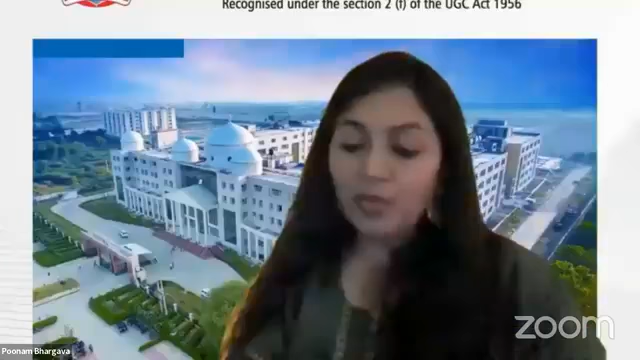 Recognised under the section 2 (f) of the UGC Act 1956
Poonam Bhargava
zoom